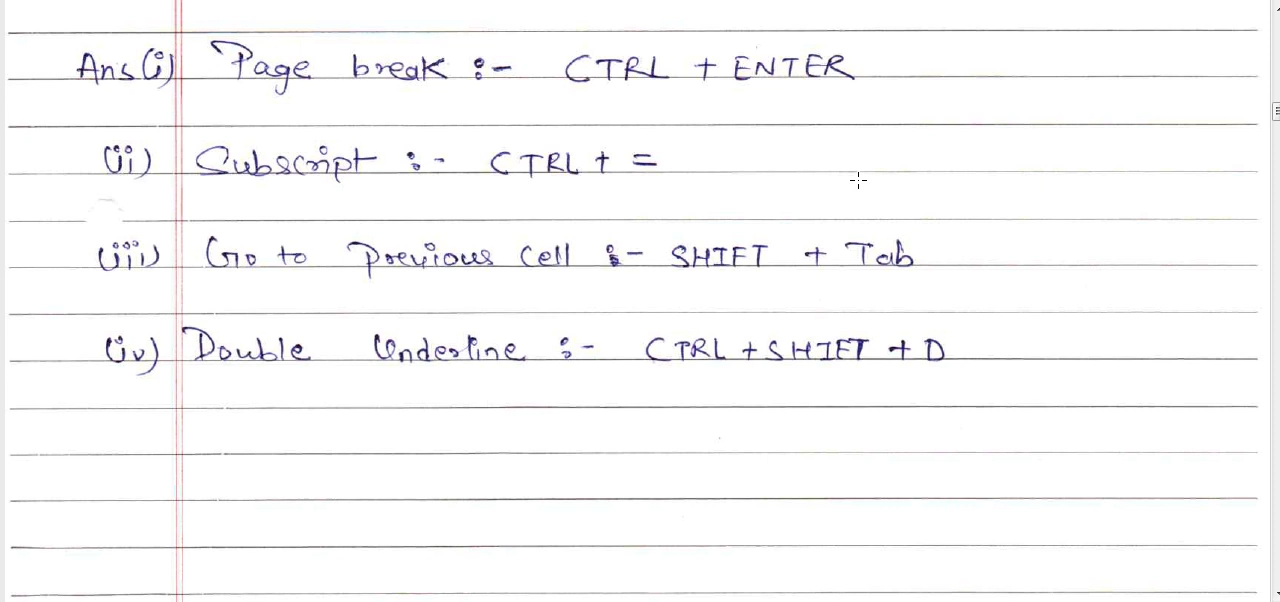 Ans(i) Page break :- CTRL + ENTER
(ii) Subscript :- CTRL + =
(iii) Go to Previous Cell :- SHIFT + Tab
(iv) Double Underline :- CTRL + SHIFT + D